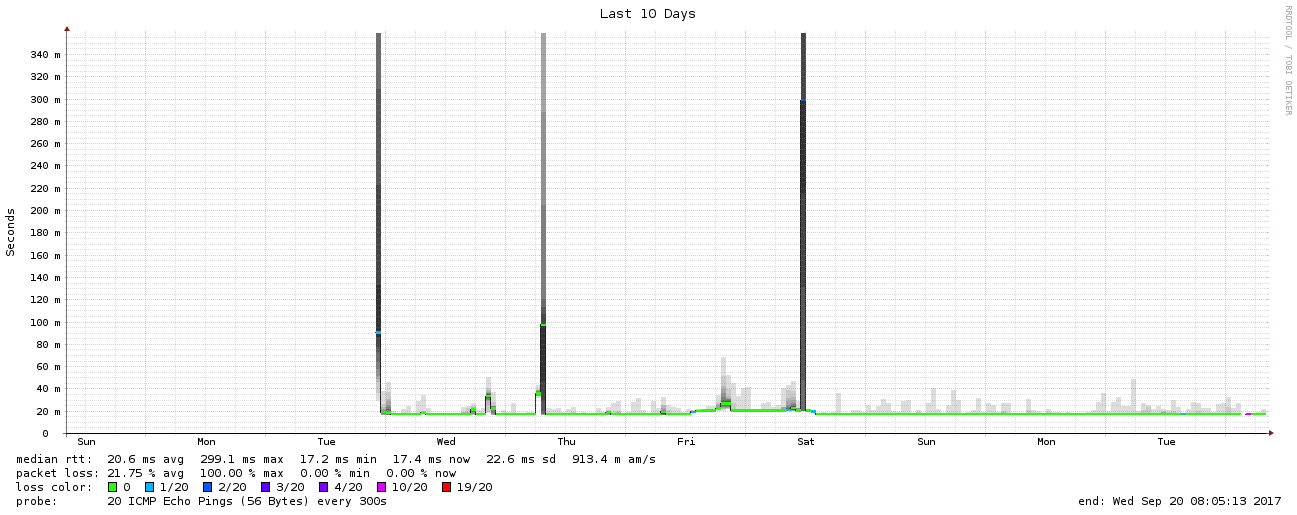 Last 10 Days
RRDTOOL / TOBI OETIKER
Seconds
340 m
320 m
300 m
280 m
260 m
240 m
220 m
200 m
180 m
160 m
140 m
120 m
100 m
80 m
60 m
40 m
20 m
0
Sun Mon Tue Wed Thu Fri Sat Sun Mon Tue
median rtt: 20.6 ms avg 299.1 ms max 17.2 ms min 17.4 ms now 22.6 ms sd 913.4 m am/s
packet loss: 21.75 % avg 100.00 % max 0.00 % min 0.00 % now
loss color: 0 1/20 2/20 3/20 4/20 10/20 19/20
probe: 20 ICMP Echo Pings (56 Bytes) every 300s end: Wed Sep 20 08:05:13 2017